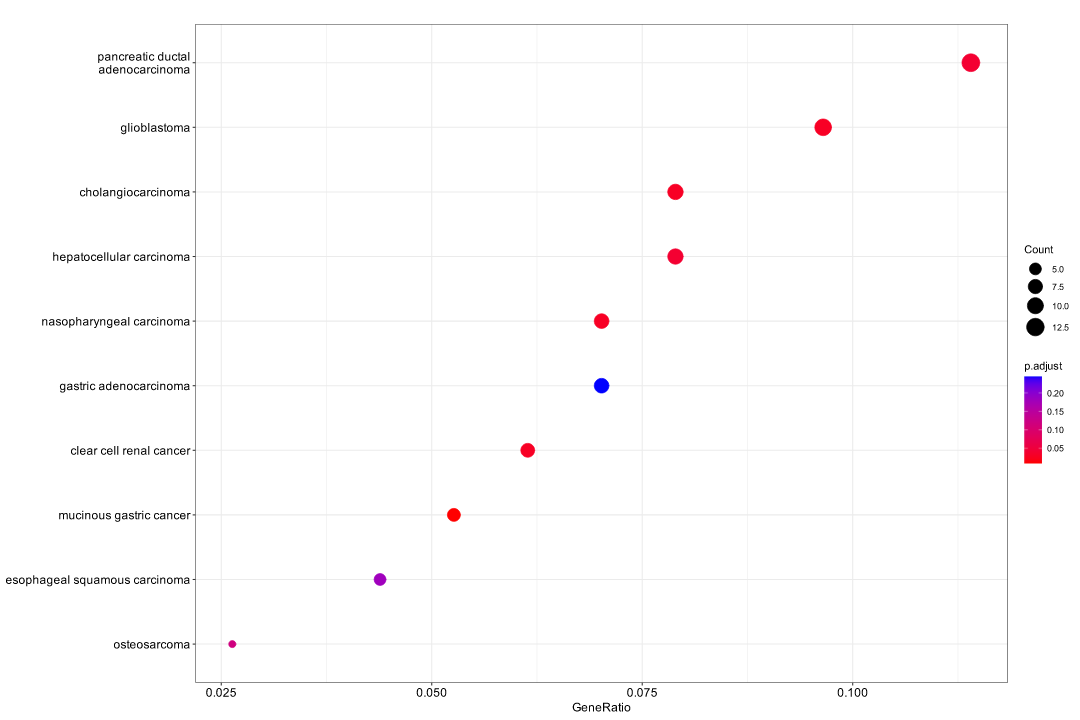 pancreatic ductal
adenocarcinoma
glioblastoma
cholangiocarcinoma
hepatocellular carcinoma
nasopharyngeal carcinoma
gastric adenocarcinoma
clear cell renal cancer
mucinous gastric cancer
esophageal squamous carcinoma
osteosarcoma
0.025
0.050
0.075
0.100
GeneRatio
Count
5.0
7.5
10.0
12.5
p.adjust
0.20
0.15
0.10
0.05